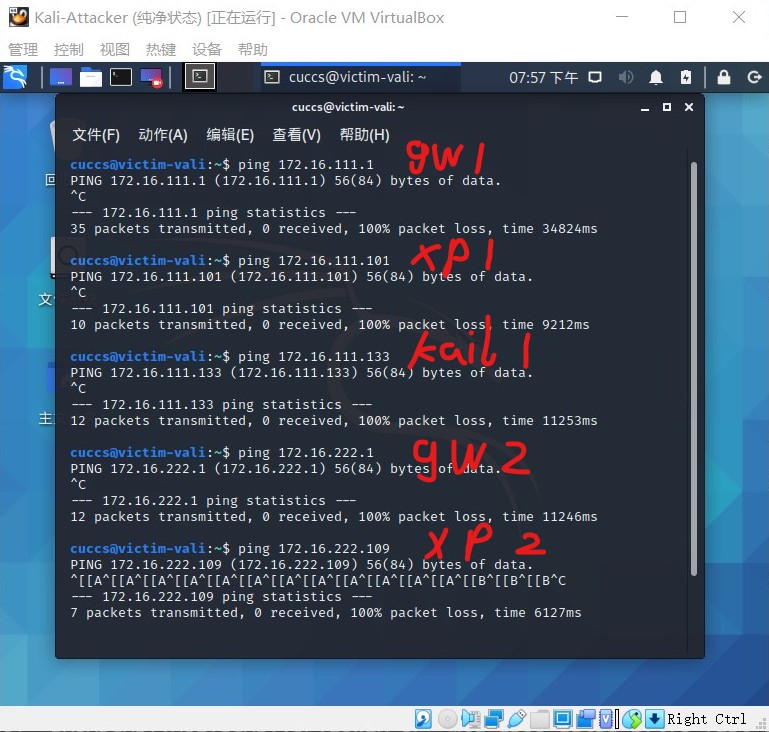 Kali-Attacker (纯净状态) [正在运行] - Oracle VM VirtualBox
管理 控制 视图 热键 设备 帮助
cuccs@victim-vali: ~ 07:57 下午
cuccs@victim-vali: ~
文件(F) 动作(A) 编辑(E) 查看(V) 帮助(H)
cuccs@victim-vali:~$ ping 172.16.111.1 gw1
PING 172.16.111.1 (172.16.111.1) 56(84) bytes of data.
^C
--- 172.16.111.1 ping statistics ---
35 packets transmitted, 0 received, 100% packet loss, time 34824ms
cuccs@victim-vali:~$ ping 172.16.111.101 xp1
PING 172.16.111.101 (172.16.111.101) 56(84) bytes of data.
^C
--- 172.16.111.101 ping statistics ---
10 packets transmitted, 0 received, 100% packet loss, time 9212ms
cuccs@victim-vali:~$ ping 172.16.111.133 kail 1
PING 172.16.111.133 (172.16.111.133) 56(84) bytes of data.
^C
--- 172.16.111.133 ping statistics ---
12 packets transmitted, 0 received, 100% packet loss, time 11253ms
cuccs@victim-vali:~$ ping 172.16.222.1 gw2
PING 172.16.222.1 (172.16.222.1) 56(84) bytes of data.
^C
--- 172.16.222.1 ping statistics ---
12 packets transmitted, 0 received, 100% packet loss, time 11246ms
cuccs@victim-vali:~$ ping 172.16.222.109 XP2
PING 172.16.222.109 (172.16.222.109) 56(84) bytes of data.
^[[A^[[A^[[A^[[A^[[A^[[A^[[A^[[A^[[A^[[A^[[A^[[A^[[A^[[B^[[B^[[B^C
--- 172.16.222.109 ping statistics ---
7 packets transmitted, 0 received, 100% packet loss, time 6127ms
Right Ctrl